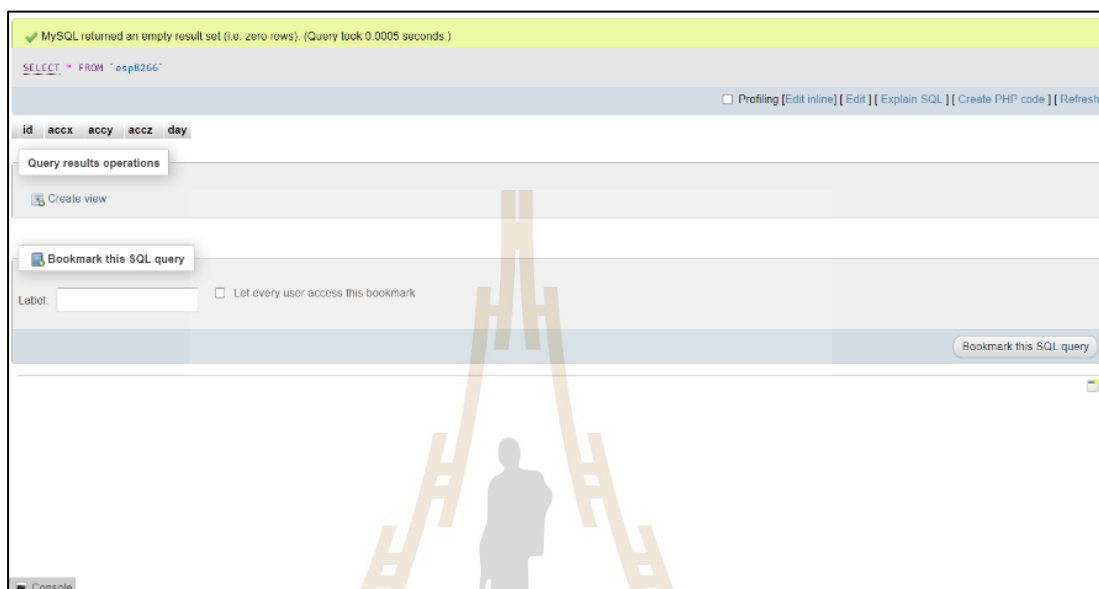 MySQL returned an empty result set (i.e. zero rows). (Query took 0.0005 seconds.)
SELECT * FROM `esp8266`
Profiling [Edit inline] [ Edit ] [ Explain SQL ] [ Create PHP code ] [ Refresh
id accx accy accz day
Query results operations
Create view
Bookmark this SQL query
Label: Let every user access this bookmark
Bookmark this SQL query
Console